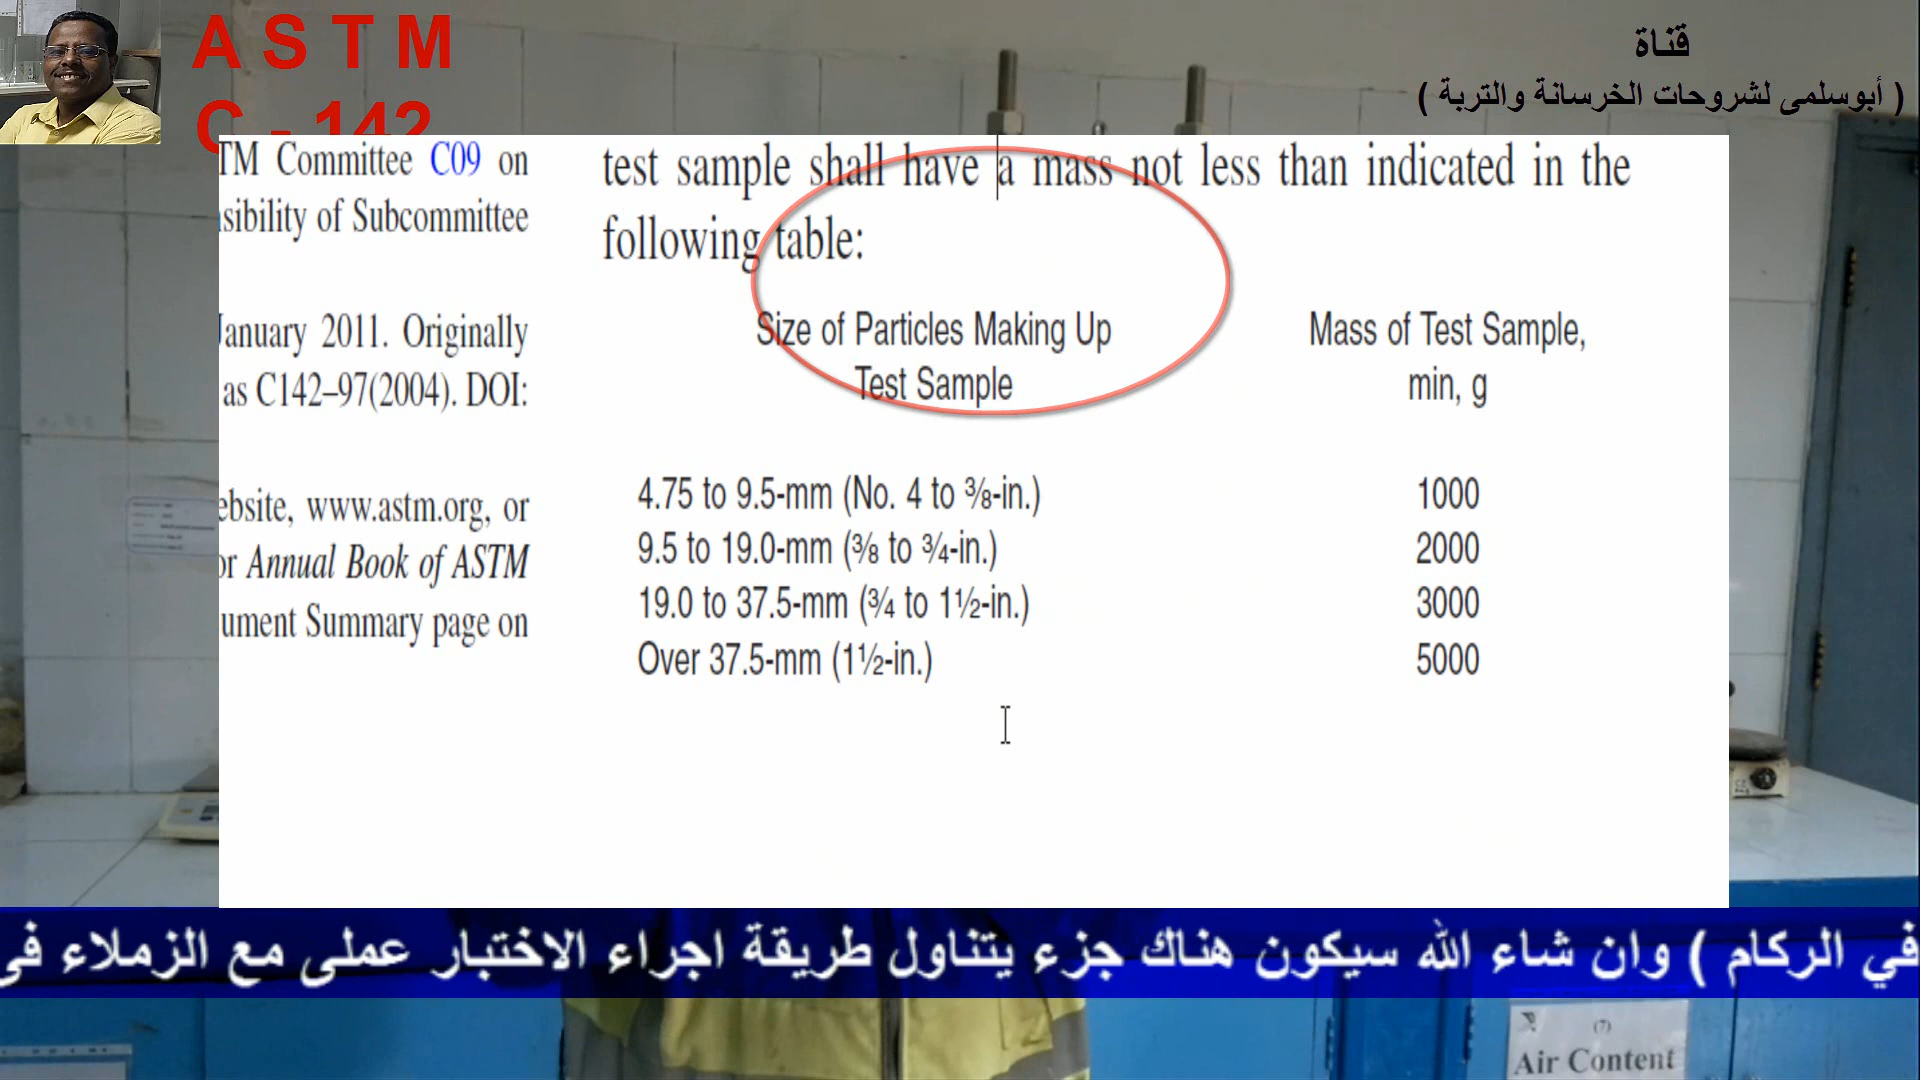 A S T M
C - 142
قناة
( أبوسلمى لشروحات الخرسانة والتربة )
TM Committee C09 on
sibility of Subcommittee
January 2011. Originally
as C142–97(2004). DOI:
ebsite, www.astm.org, or
or Annual Book of ASTM
ument Summary page on
test sample shall have a mass not less than indicated in the
following table:
Size of Particles Making Up
Test Sample
Mass of Test Sample,
min, g
4.75 to 9.5-mm (No. 4 to ⅜-in.) 1000
9.5 to 19.0-mm (⅜ to ¾-in.) 2000
19.0 to 37.5-mm (¾ to 1½-in.) 3000
Over 37.5-mm (1½-in.) 5000
في الركام ) وان شاء الله سيكون هناك جزء يتناول طريقة اجراء الاختبار عملى مع الزملاء فى
(7)
Air Content